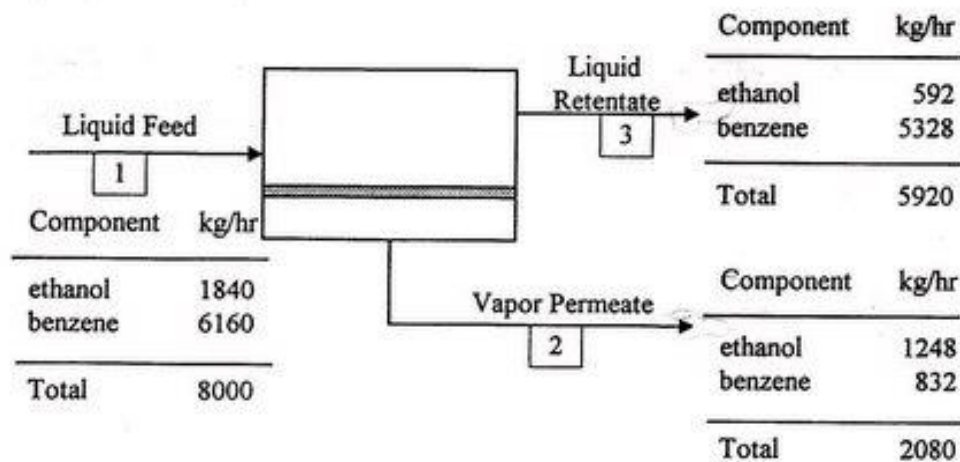 Liquid Feed
1
Component kg/hr
ethanol 1840
benzene 6160
Total 8000
Liquid
Retentate
3
Component kg/hr
ethanol 592
benzene 5328
Total 5920
Vapor Permeate
2
Component kg/hr
ethanol 1248
benzene 832
Total 2080